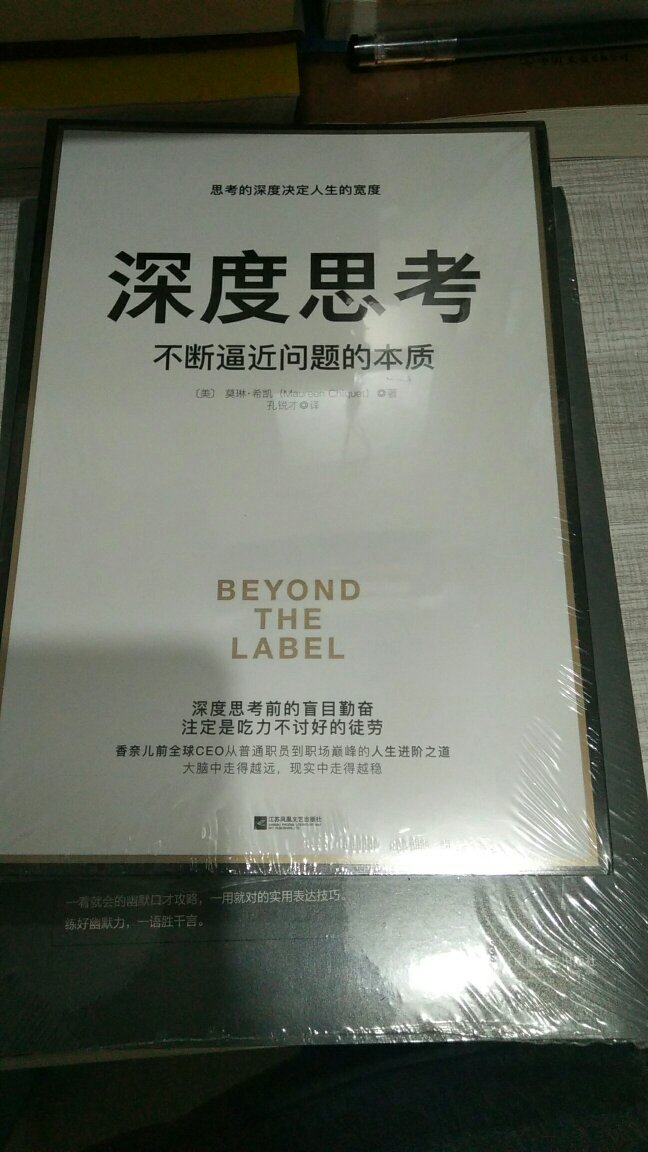 思考的深度决定人生的宽度
深度思考
不断逼近问题的本质
〔美〕 莫琳·希凯（Maureen Chiquet）◎著
孔锐才◎译
BEYOND
THE
LABEL
深度思考前的盲目勤奋
注定是吃力不讨好的徒劳
香奈儿前全球CEO从普通职员到职场巅峰的人生进阶之道
大脑中走得越远，现实中走得越稳
江苏凤凰文艺出版社
一看就会的幽默口才攻略，一用就对的实用表达技巧。
练好幽默力，一语胜千言。